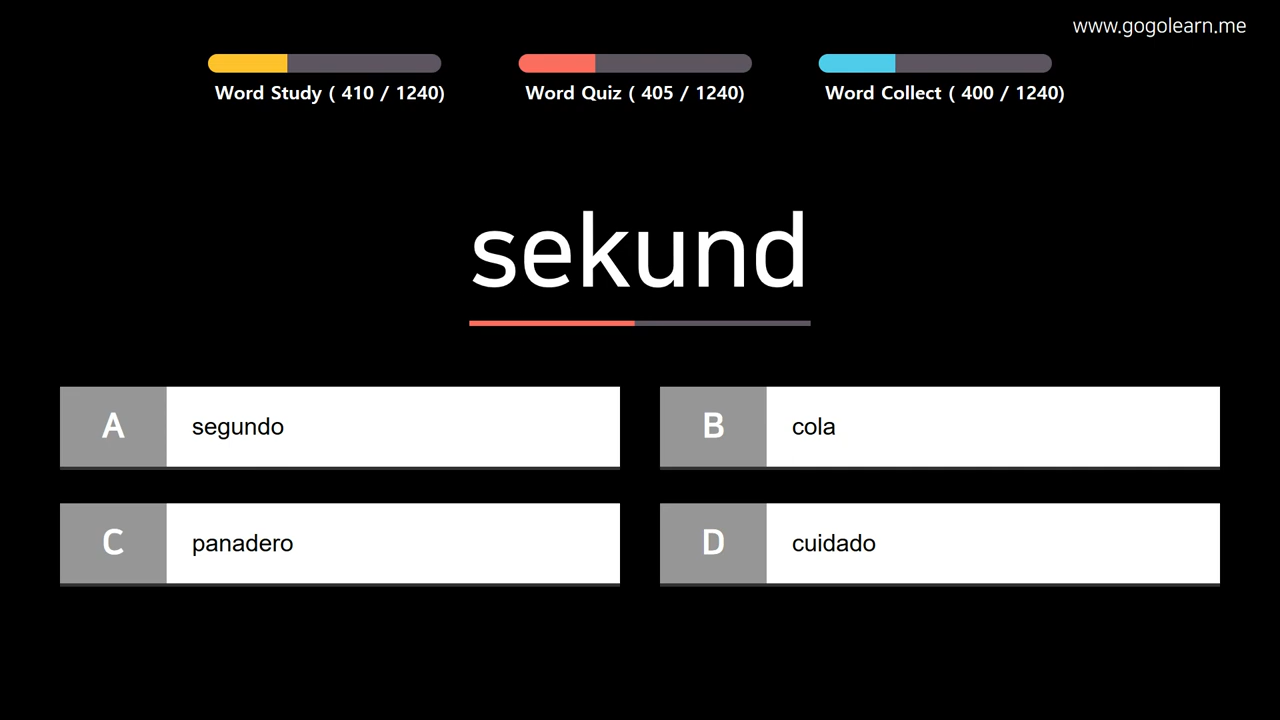 www.gogolearn.me
Word Study ( 410 / 1240)
Word Quiz ( 405 / 1240)
Word Collect ( 400 / 1240)
sekund
A segundo
B cola
C panadero
D cuidado